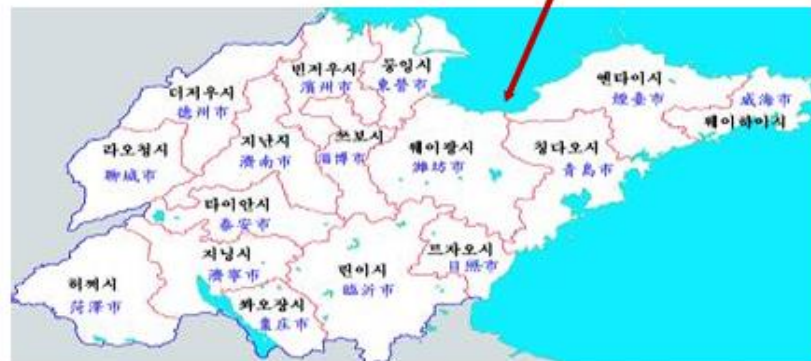 빈저우시
濱州市
둥잉시
東營市
더저우시
德州市
옌타이시
煙臺市
威海市
웨이하이시
라오청시
聊城市
지난시
濟南市
쯔보시
淄博市
웨이팡시
濰坊市
칭다오시
青島市
타이안시
泰安市
지닝시
濟寧市
린이시
臨沂市
르자오시
日照市
허쩌시
菏澤市
짜오장시
棗庄市